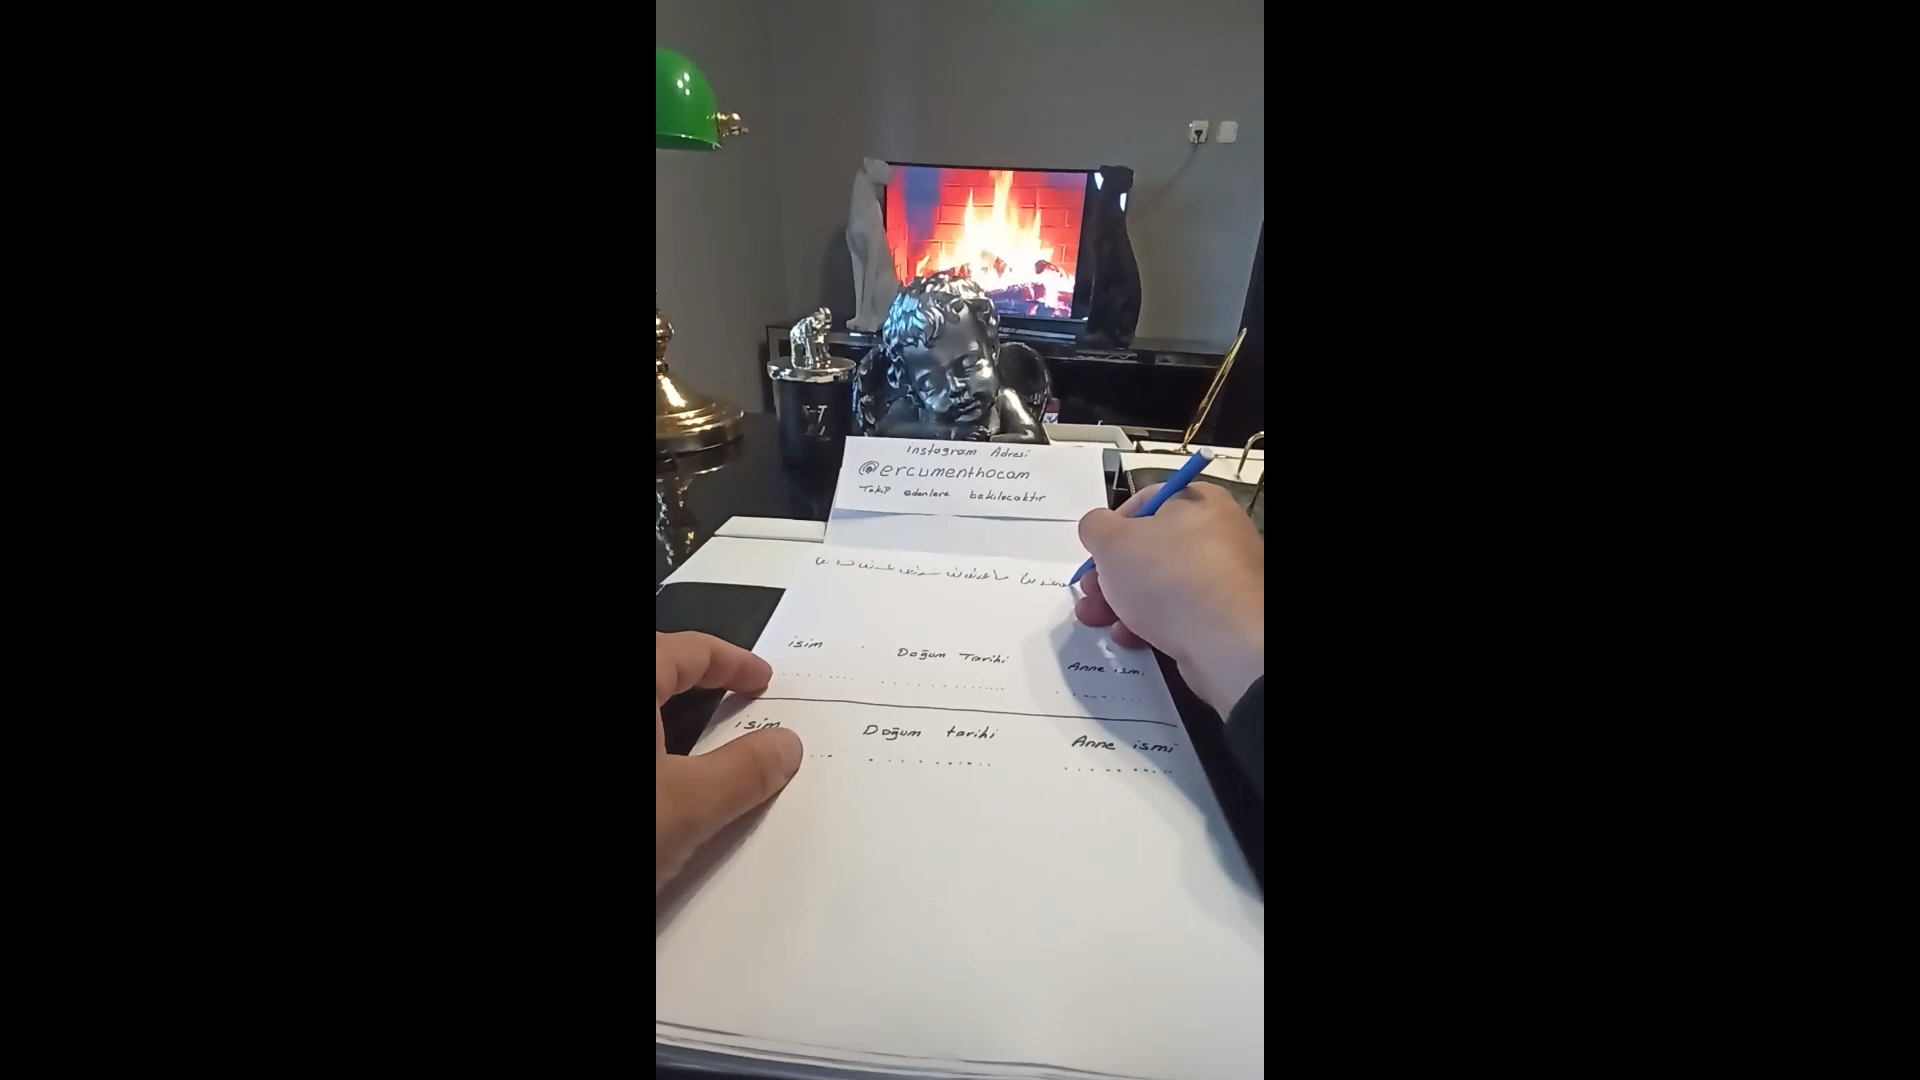 instagram Adresi
@ercumenthocam
Takip edenlere bakılacaktır
isim Doğum Tarihi Anne ismi
isim Doğum tarihi Anne ismi